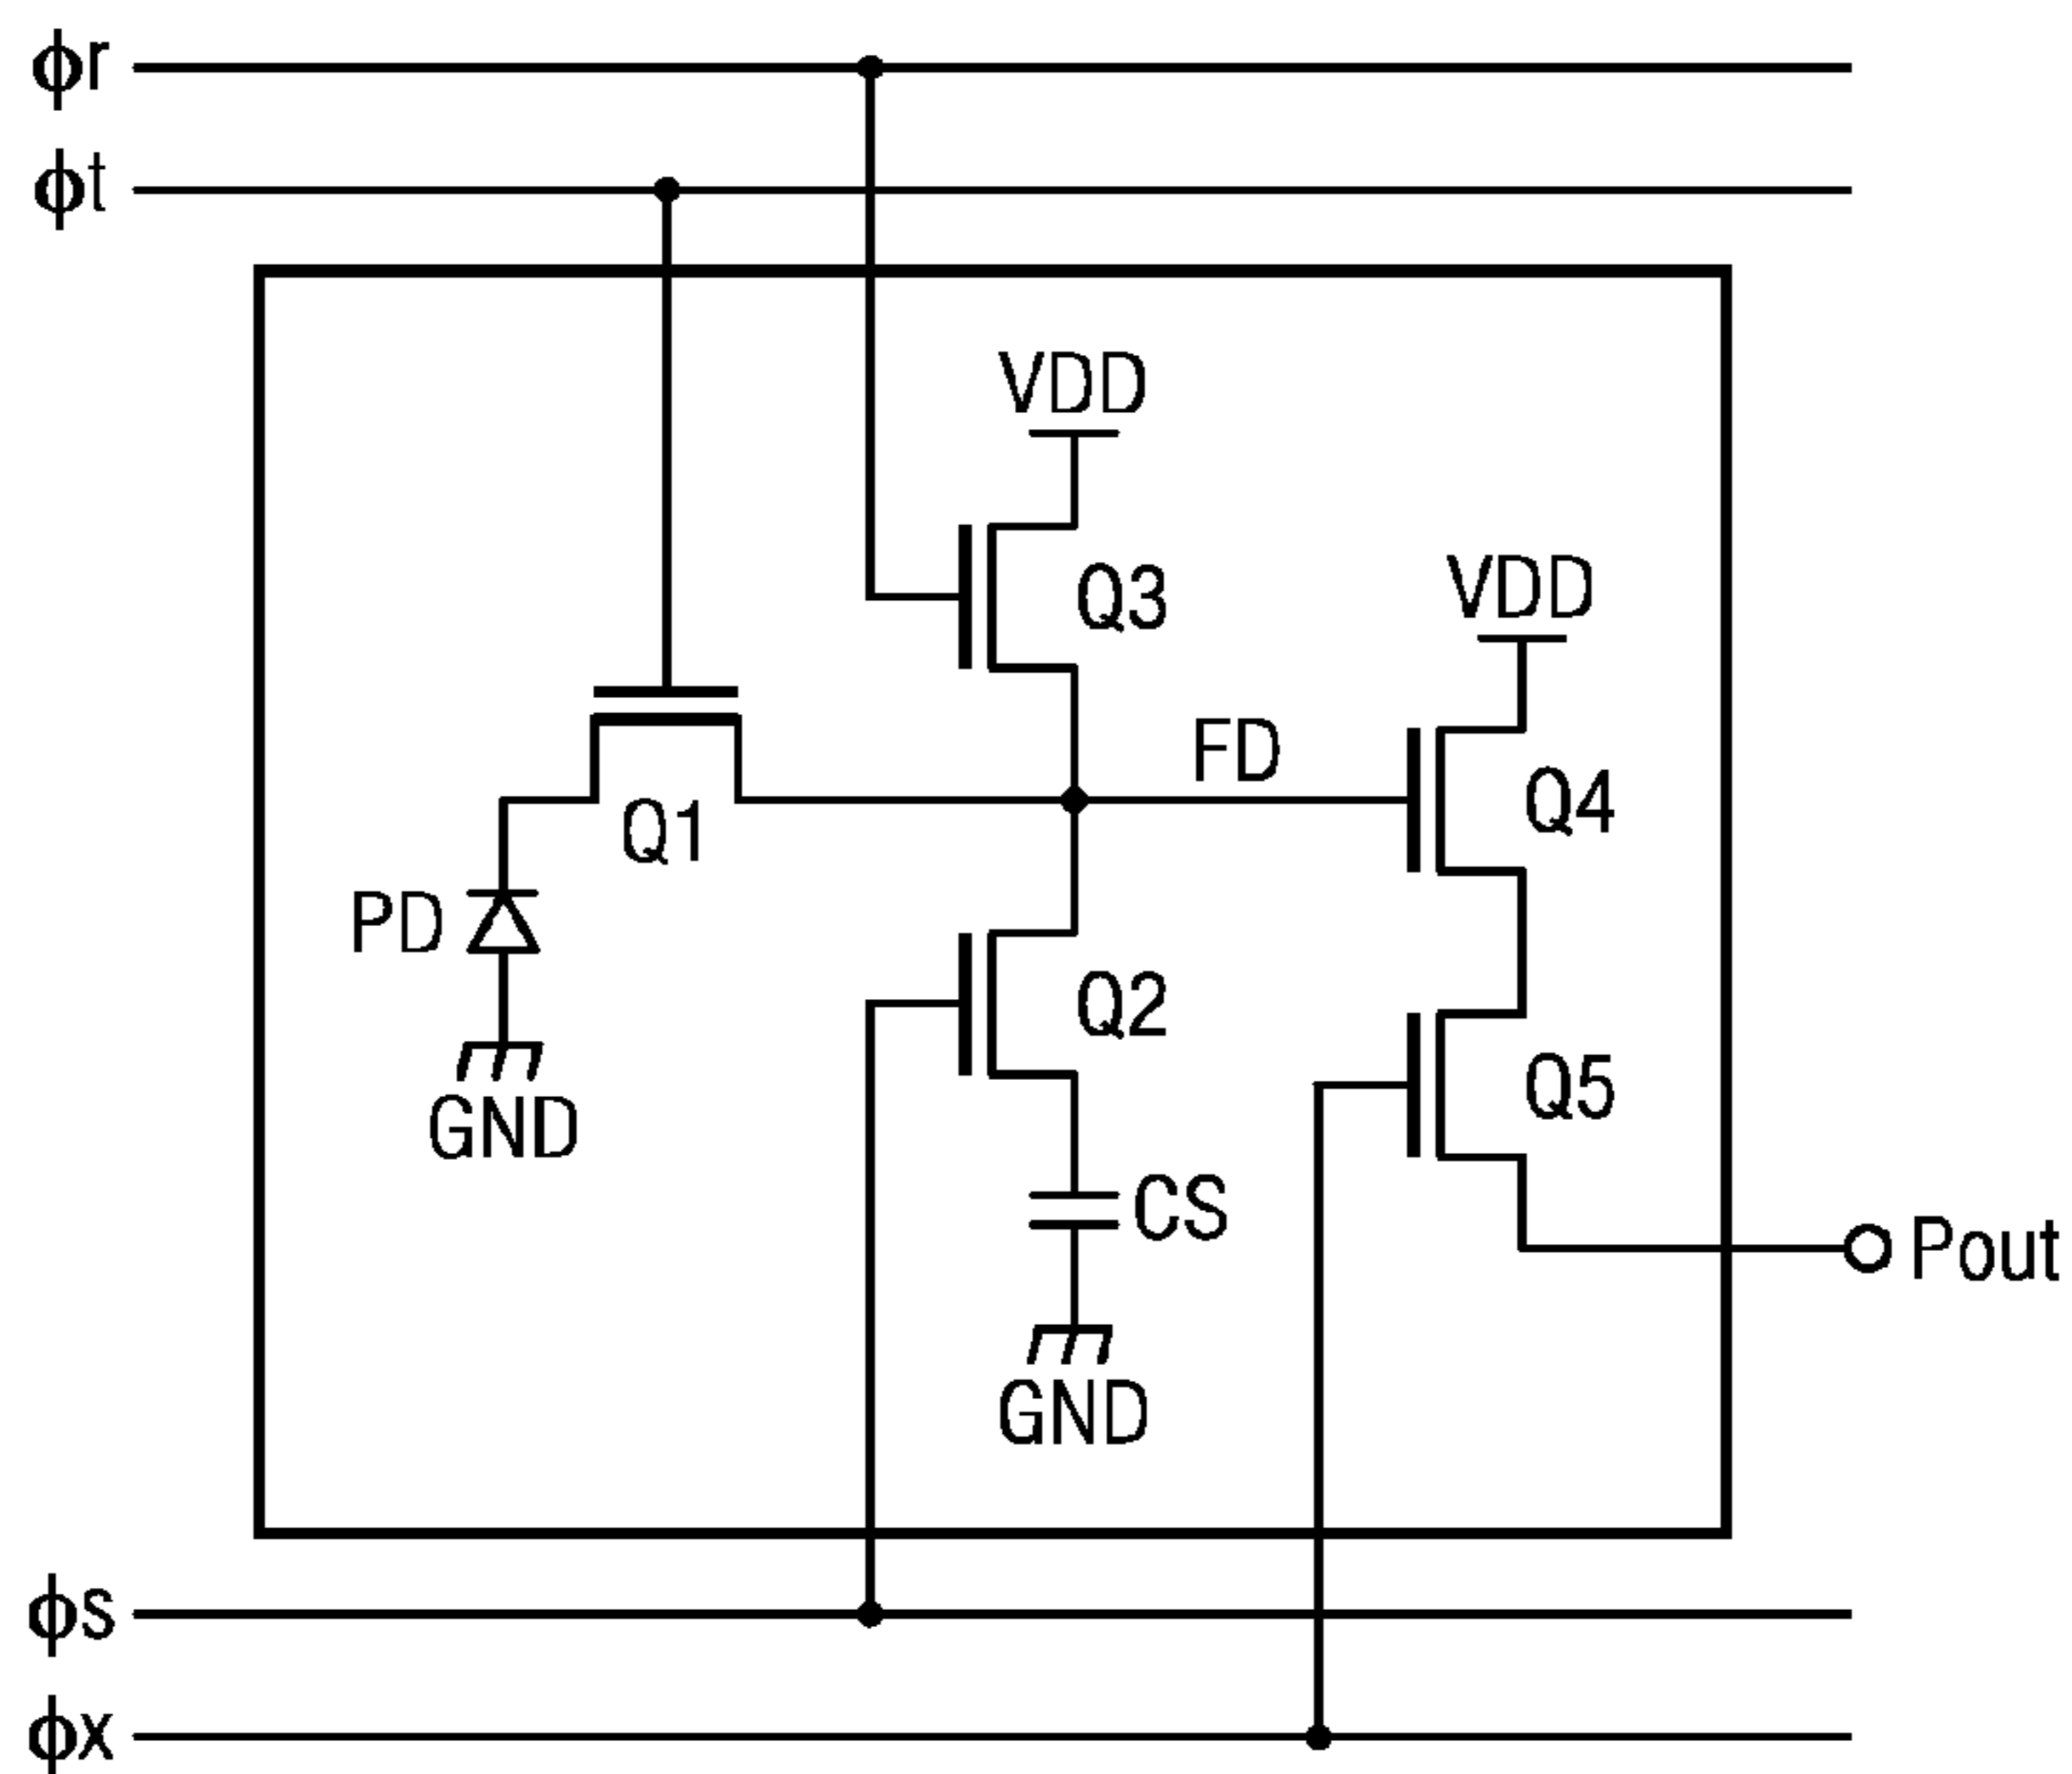 ϕr
ϕt
VDD
Q3
VDD
FD
Q4
Q1
PD
Q2
GND
Q5
CS
Pout
GND
ϕs
ϕx